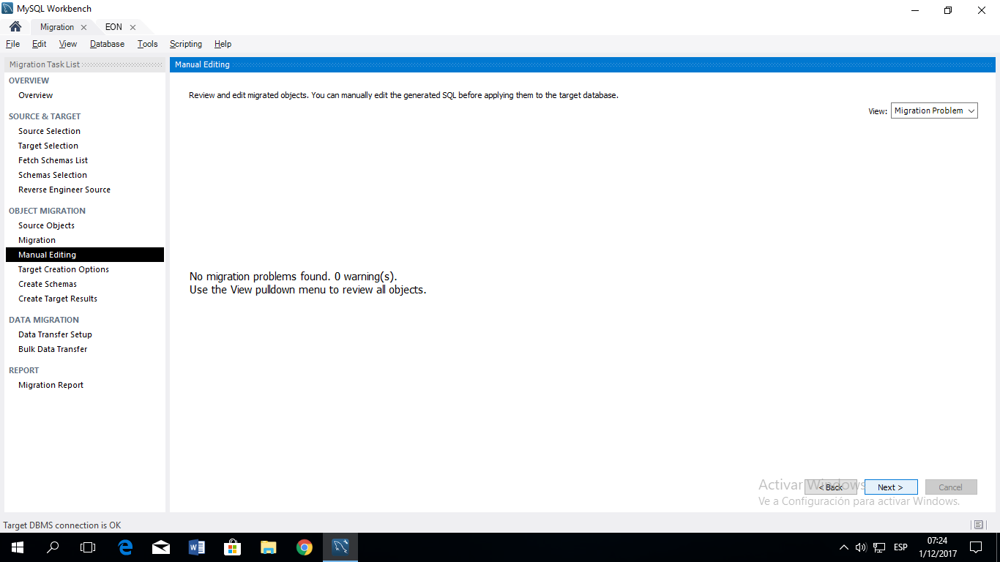 MySQL Workbench
Migration
EON
File Edit View Database Tools Scripting Help
Migration Task List
Manual Editing
OVERVIEW
Overview
SOURCE & TARGET
Source Selection
Target Selection
Fetch Schemas List
Schemas Selection
Reverse Engineer Source
OBJECT MIGRATION
Source Objects
Migration
Manual Editing
Target Creation Options
Create Schemas
Create Target Results
DATA MIGRATION
Data Transfer Setup
Bulk Data Transfer
REPORT
Migration Report
Review and edit migrated objects. You can manually edit the generated SQL before applying them to the target database.
View: Migration Problem
No migration problems found. 0 warning(s).
Use the View pulldown menu to review all objects.
Activar Windows
Ve a Configuración para activar Windows.
< Back Next > Cancel
Target DBMS connection is OK
ESP
07:24
1/12/2017